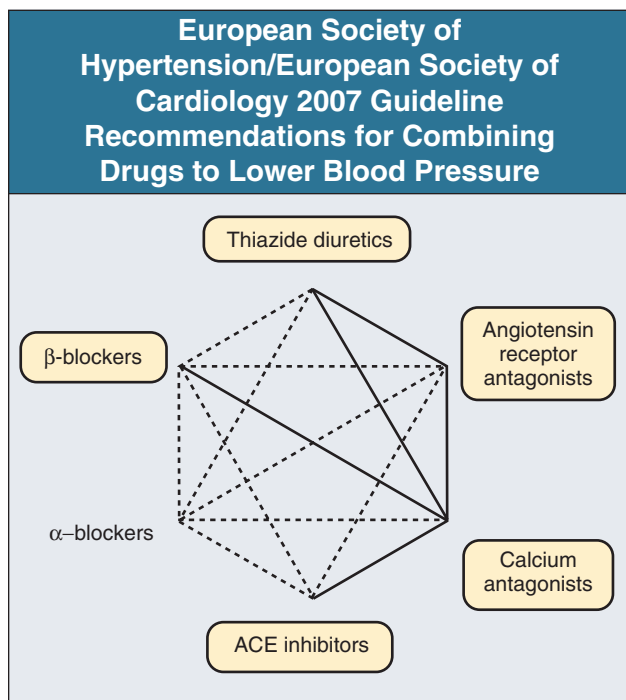 European Society of
Hypertension/European Society of
Cardiology 2007 Guideline
Recommendations for Combining
Drugs to Lower Blood Pressure
Thiazide diuretics
β-blockers
Angiotensin
receptor
antagonists
α–blockers
Calcium
antagonists
ACE inhibitors